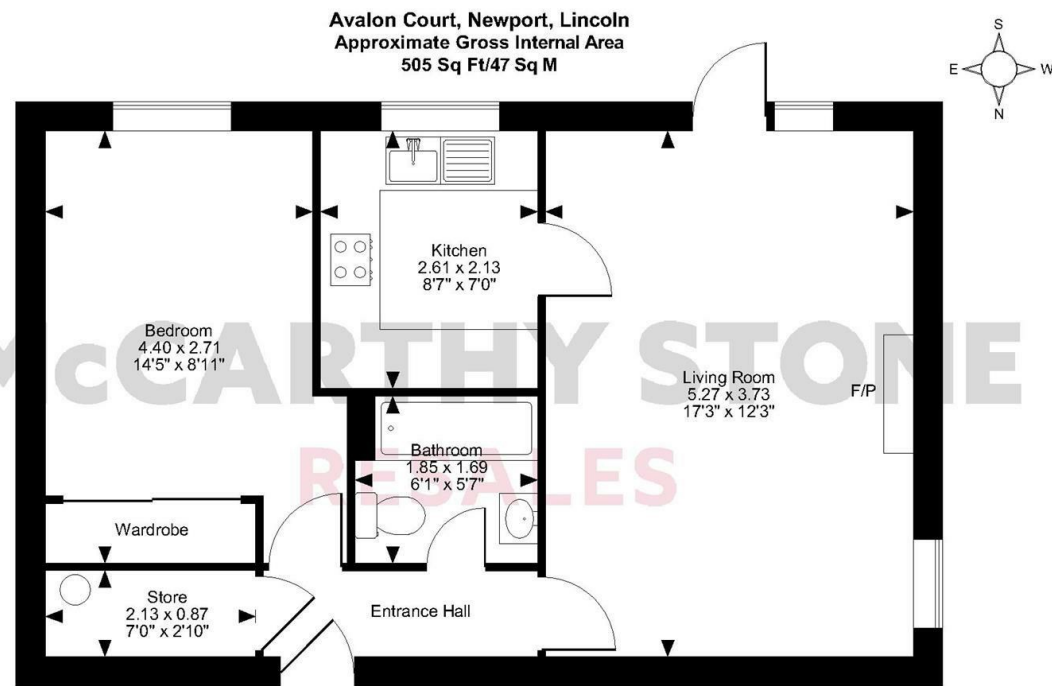 Avalon Court, Newport, Lincoln
Approximate Gross Internal Area
505 Sq Ft/47 Sq M
S
E
W
N
Kitchen
2.61 x 2.13
8'7" x 7'0"
Bedroom
4.40 x 2.71
14'5" x 8'11"
McCARTHY STONE
RESALES
Living Room
5.27 x 3.73
17'3" x 12'3"
F/P
Bathroom
1.85 x 1.69
6'1" x 5'7"
Wardrobe
Store
2.13 x 0.87
7'0" x 2'10"
Entrance Hall